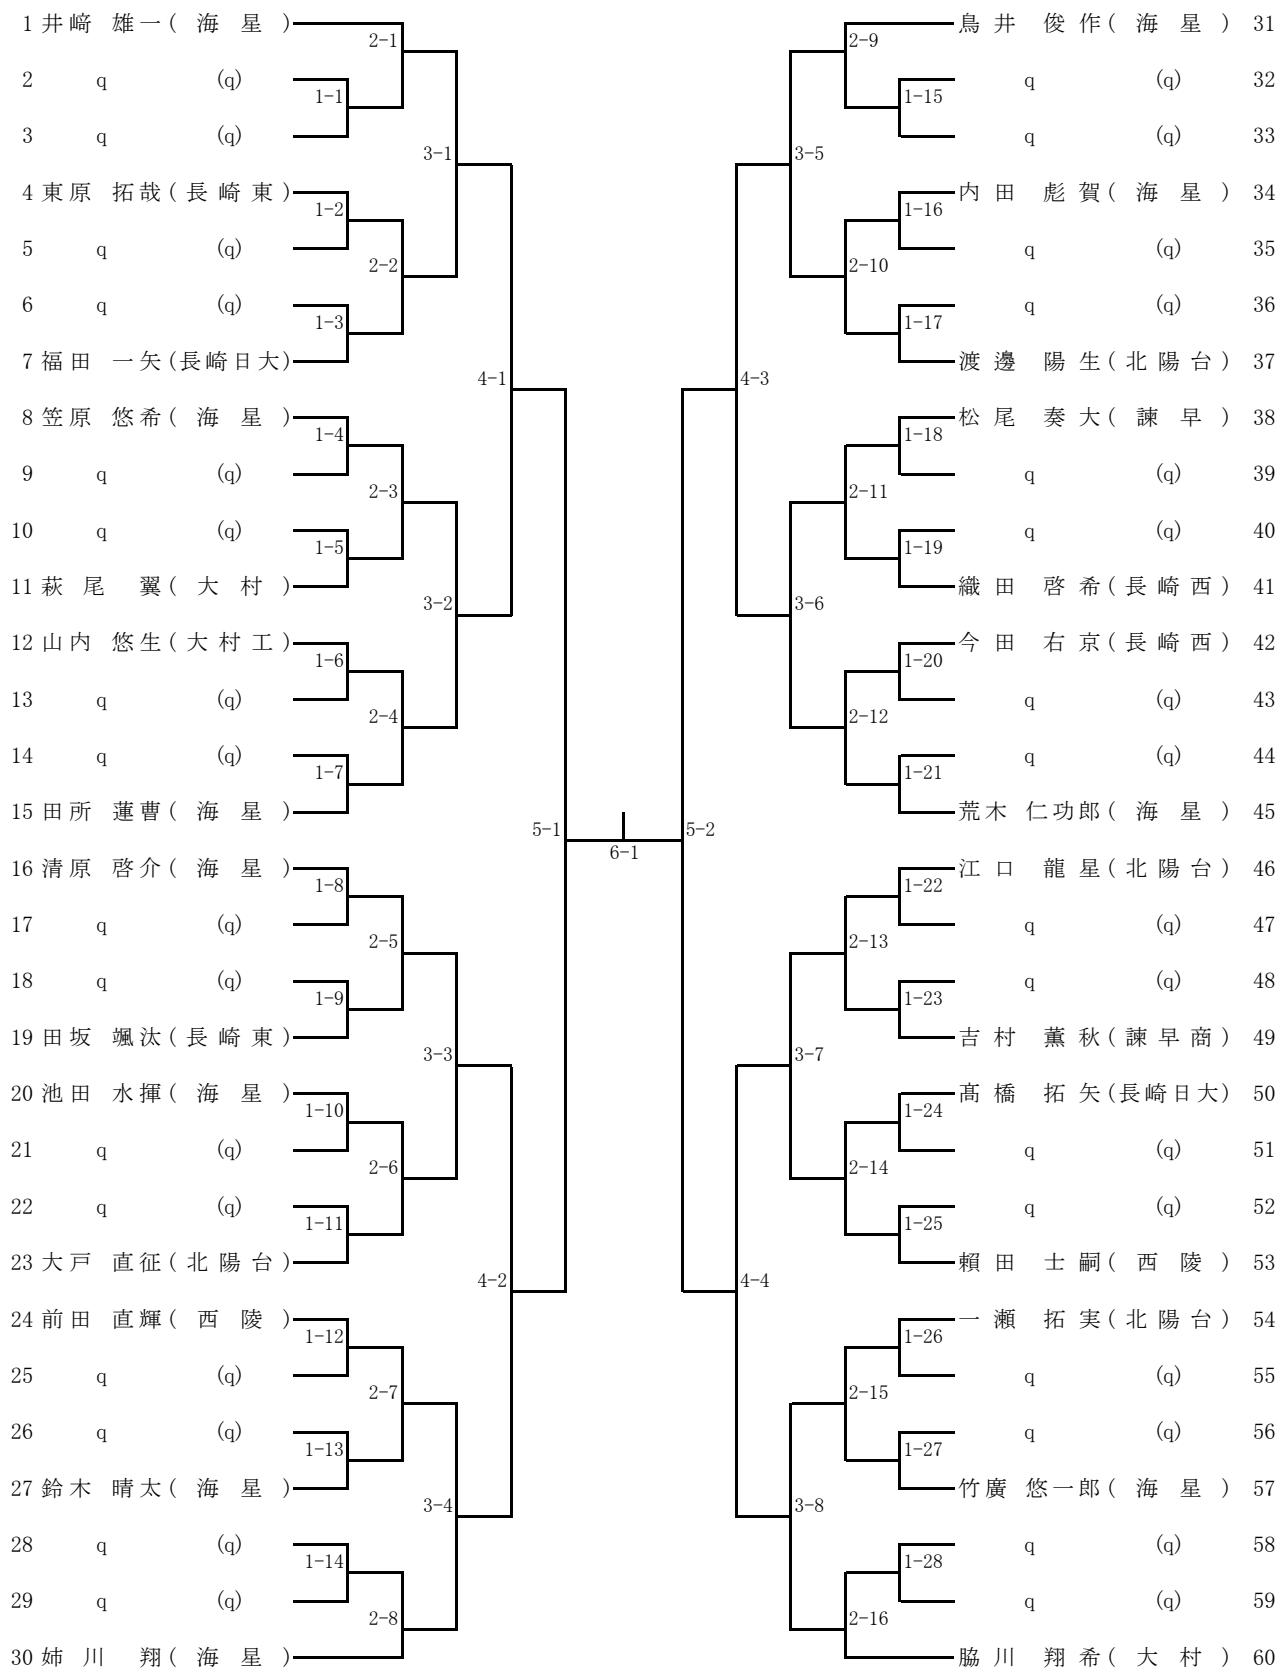 1 井﨑 雄一 ( 海 星 )
2 q (q)
3 q (q)
4 東原 拓哉 ( 長 崎 東 )
5 q (q)
6 q (q)
7 福田 一矢 (長崎日大)
8 笠原 悠希 ( 海 星 )
9 q (q)
10 q (q)
11 萩 尾 翼 ( 大 村 )
12 山内 悠生 ( 大 村 工 )
13 q (q)
14 q (q)
15 田所 蓮曹 ( 海 星 )
16 清原 啓介 ( 海 星 )
17 q (q)
18 q (q)
19 田坂 颯汰 ( 長 崎 東 )
20 池田 水揮 ( 海 星 )
21 q (q)
22 q (q)
23 大戸 直征 ( 北 陽 台 )
24 前田 直輝 ( 西 陵 )
25 q (q)
26 q (q)
27 鈴木 晴太 ( 海 星 )
28 q (q)
29 q (q)
30 姉 川 翔 ( 海 星 )
1-1
1-2
1-3
1-4
1-5
1-6
1-7
1-8
1-9
1-10
1-11
1-12
1-13
1-14
2-1
2-2
2-3
2-4
2-5
2-6
2-7
2-8
3-1
3-2
3-3
3-4
4-1
4-2
5-1
6-1
5-2
4-3
4-4
3-5
3-6
3-7
3-8
2-9
2-10
2-11
2-12
2-13
2-14
2-15
2-16
1-15
1-16
1-17
1-18
1-19
1-20
1-21
1-22
1-23
1-24
1-25
1-26
1-27
1-28
鳥 井 俊 作 ( 海 星 ) 31
q (q) 32
q (q) 33
内 田 彪 賀 ( 海 星 ) 34
q (q) 35
q (q) 36
渡 邊 陽 生 ( 北 陽 台 ) 37
松 尾 奏 大 ( 諫 早 ) 38
q (q) 39
q (q) 40
織 田 啓 希 ( 長 崎 西 ) 41
今 田 右 京 ( 長 崎 西 ) 42
q (q) 43
q (q) 44
荒木 仁功郎 ( 海 星 ) 45
江 口 龍 星 ( 北 陽 台 ) 46
q (q) 47
q (q) 48
吉 村 薫 秋 ( 諫 早 商 ) 49
髙 橋 拓 矢 (長崎日大) 50
q (q) 51
q (q) 52
賴 田 士 嗣 ( 西 陵 ) 53
一 瀬 拓 実 ( 北 陽 台 ) 54
q (q) 55
q (q) 56
竹廣 悠一郎 ( 海 星 ) 57
q (q) 58
q (q) 59
脇 川 翔 希 ( 大 村 ) 60